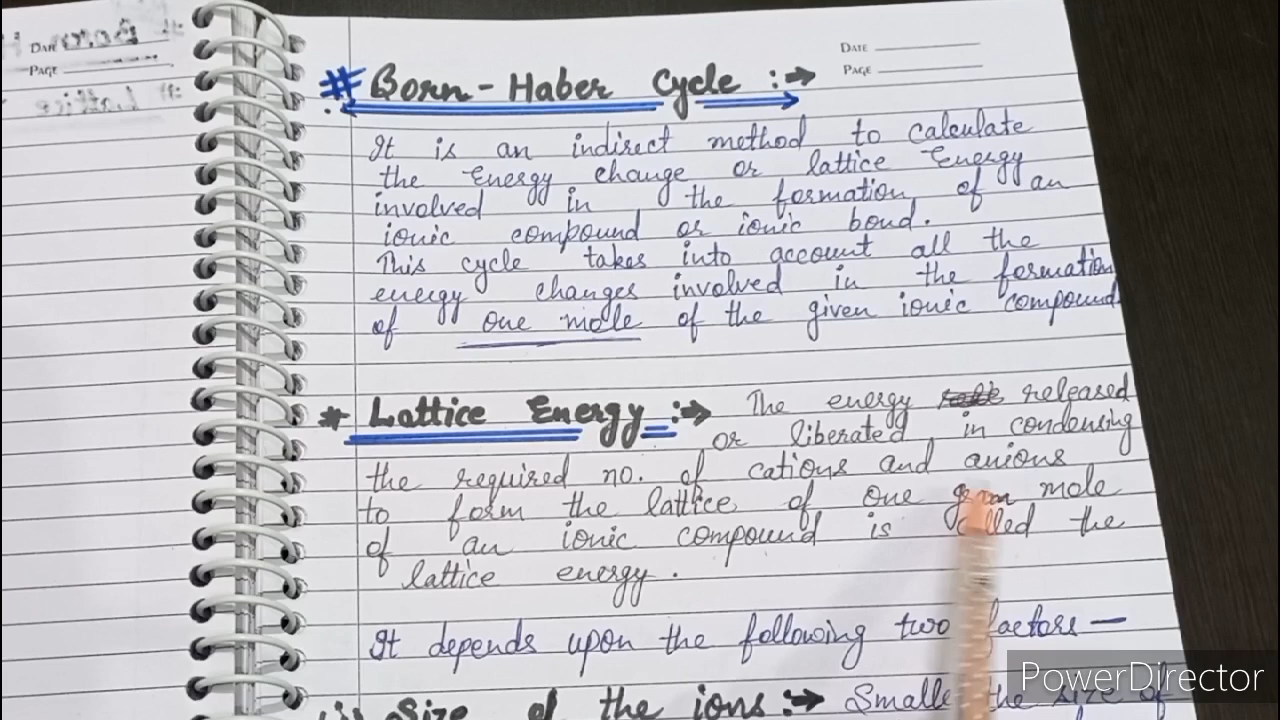 DATE
PAGE
DATE
PAGE
# Born-Haber Cycle :→
It is an indirect method to calculate
the Energy change or lattice Energy
involved in the formation of an
ionic compound or ionic bond.
This cycle takes into account all the
energy changes involved in the formation
of one mole of the given ionic compound
* Lattice Energy :→ The energy released
or liberated in condensing
the required no. of cations and anions
to form the lattice of one gm mole
of an ionic compound is called the
lattice energy.
It depends upon the following two factors —
(i) Size of the ions :→ Smaller the size of
PowerDirector